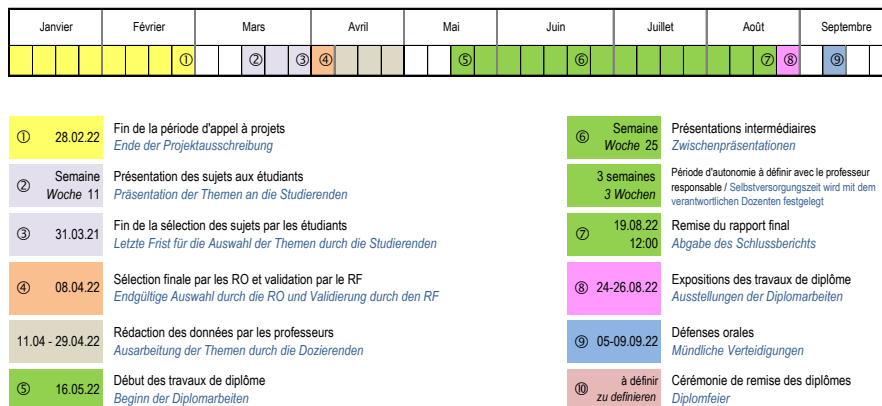 Janvier Février Mars Avril Mai Juin Juillet Août Septembre
① ② ③ ④ ⑤ ⑥ ⑦ ⑧ ⑨
① 28.02.22 Fin de la période d'appel à projets
Ende der Projektausschreibung
② Semaine Présentation des sujets aux étudiants
Woche 11 Präsentation der Themen an die Studierenden
③ 31.03.21 Fin de la sélection des sujets par les étudiants
Letzte Frist für die Auswahl der Themen durch die Studierenden
④ 08.04.22 Sélection finale par les RO et validation par le RF
Endgültige Auswahl durch die RO und Validierung durch den RF
11.04 - 29.04.22 Rédaction des données par les professeurs
Ausarbeitung der Themen durch die Dozierenden
⑤ 16.05.22 Début des travaux de diplôme
Beginn der Diplomarbeiten
⑥ Semaine Présentations intermédiaires
Woche 25 Zwischenpräsentationen
3 semaines Période d'autonomie à définir avec le professeur
3 Wochen responsable / Selbstversorgungszeit wird mit dem
verantwortlichen Dozenten festgelegt
⑦ 19.08.22 Remise du rapport final
12:00 Abgabe des Schlussberichts
⑧ 24-26.08.22 Expositions des travaux de diplôme
Ausstellungen der Diplomarbeiten
⑨ 05-09.09.22 Défenses orales
Mündliche Verteidigungen
⑩ à définir Cérémonie de remise des diplômes
zu definieren Diplomfeier